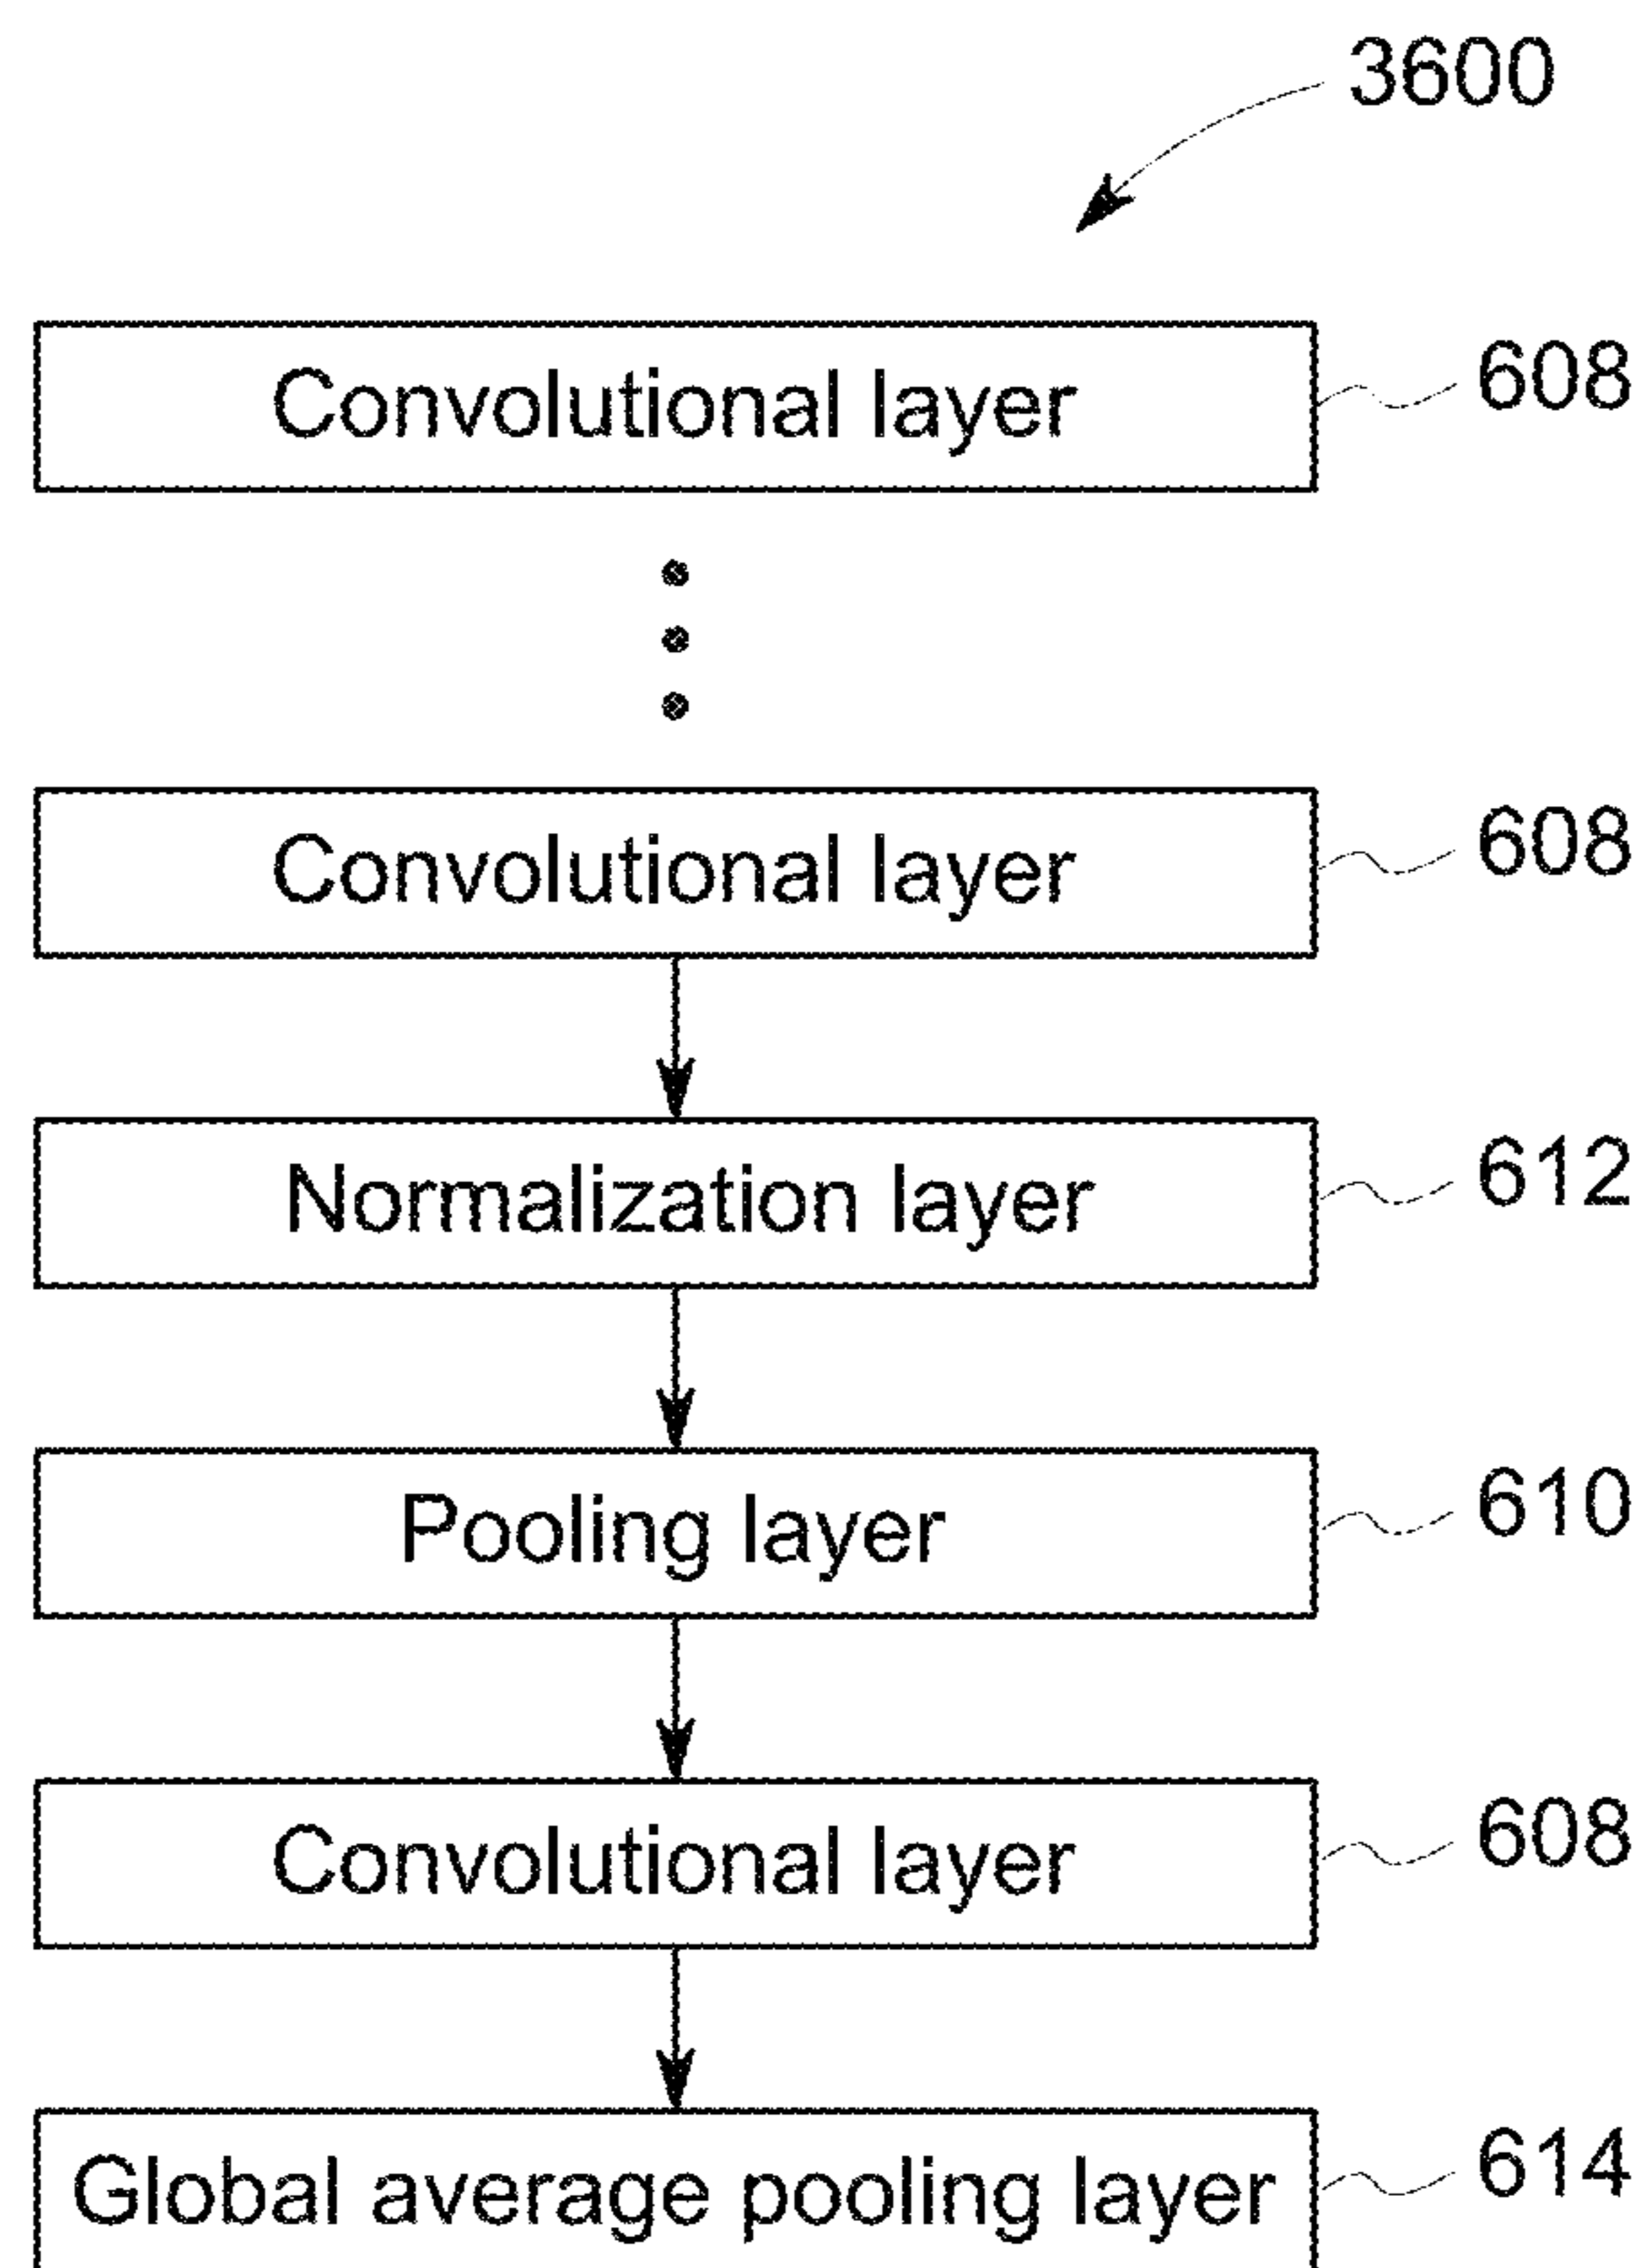 3600
Convolutional layer 608
Convolutional layer 608
Normalization layer 612
Pooling layer 610
Convolutional layer 608
Global average pooling layer 614